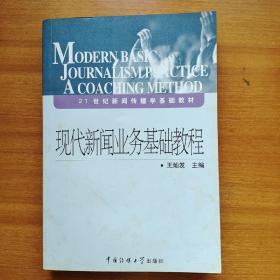 MODERN BASIC
JOURNALISM PRACTICE
A COACHING METHOD
21世纪新闻传播学基础教材
现代新闻业务基础教程
·王灿发 主编
中国传媒大学出版社